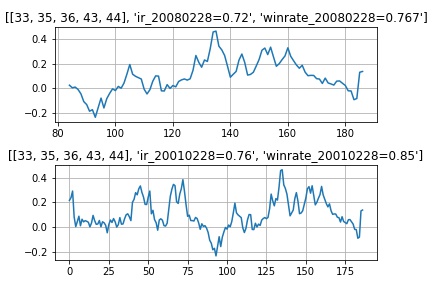 [[33, 35, 36, 43, 44], 'ir_20080228=0.72', 'winrate_20080228=0.767']
0.4
0.2
0.0
−0.2
80 100 120 140 160 180
[[33, 35, 36, 43, 44], 'ir_20010228=0.76', 'winrate_20010228=0.85']
0.4
0.2
0.0
−0.2
0 25 50 75 100 125 150 175